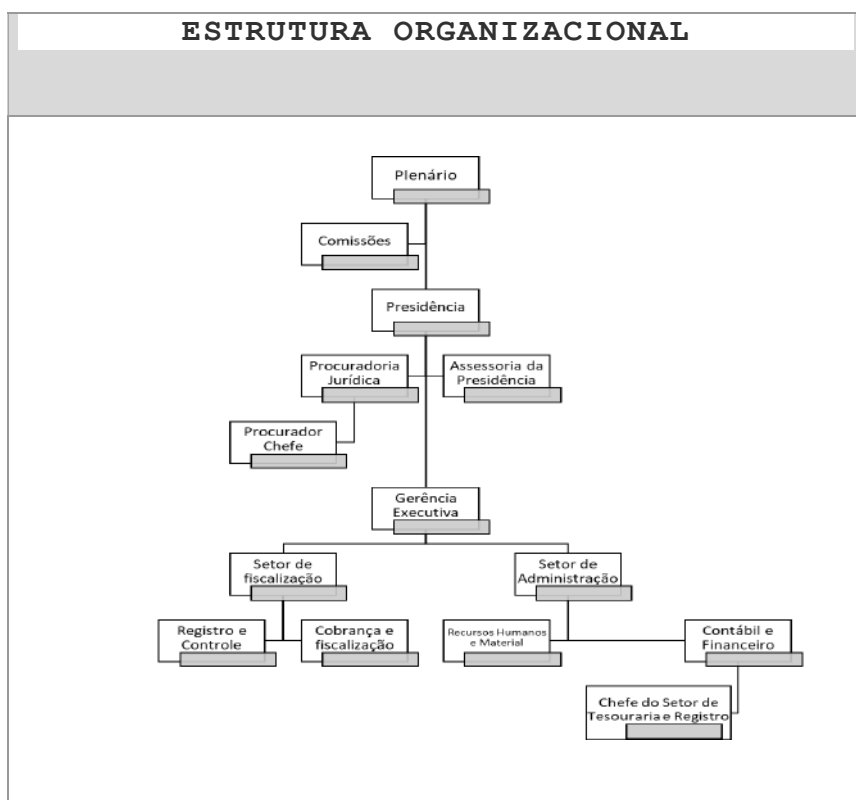 ESTRUTURA ORGANIZACIONAL
Plenário
Comissões
Presidência
Procuradoria
Jurídica
Assessoria da
Presidência
Procurador
Chefe
Gerência
Executiva
Setor de
fiscalização
Setor de
Administração
Registro e
Controle
Cobrança e
fiscalização
Recursos Humanos
e Material
Contábil e
Financeiro
Chefe do Setor de
Tesouraria e Registro